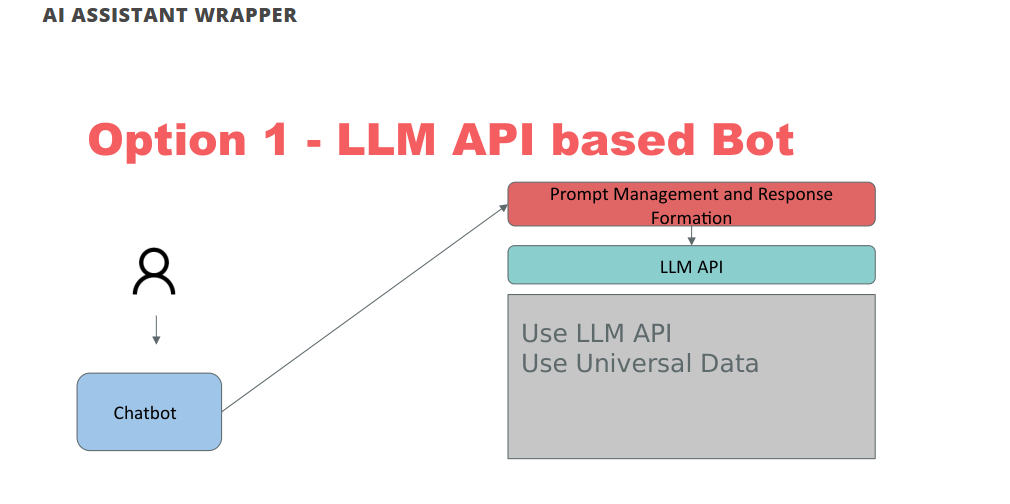 AI ASSISTANT WRAPPER
Option 1 - LLM API based Bot
Prompt Management and Response
Formation
LLM API
Use LLM API
Use Universal Data
Chatbot